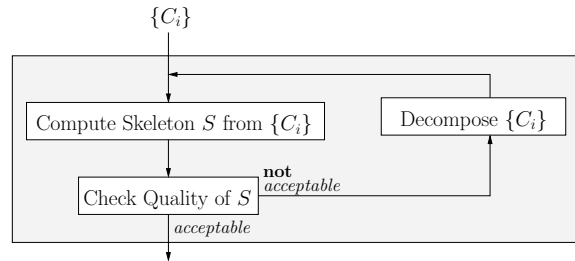 {C_i}
Compute Skeleton S from {C_i}
Decompose {C_i}
Check Quality of S
not
acceptable
acceptable